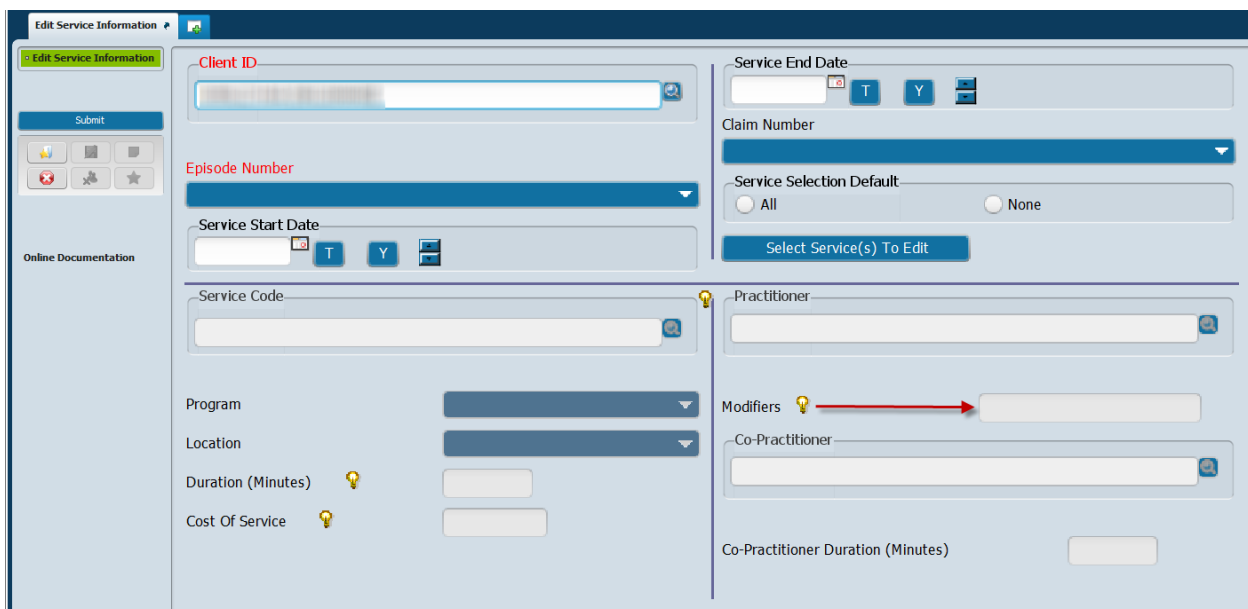 Edit Service Information
Edit Service Information
Submit
Online Documentation
Client ID
Episode Number
Service Start Date
T
Y
Service End Date
T
Y
Claim Number
Service Selection Default
All
None
Select Service(s) To Edit
Service Code
Program
Location
Duration (Minutes)
Cost Of Service
Practitioner
Modifiers
Co-Practitioner
Co-Practitioner Duration (Minutes)